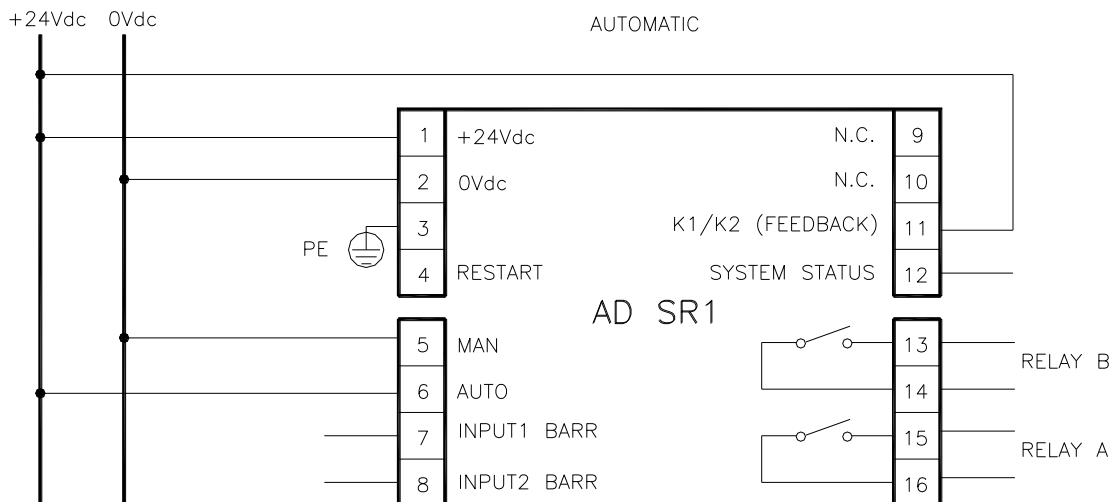 +24Vdc 0Vdc
AUTOMATIC
1 +24Vdc N.C. 9
2 0Vdc N.C. 10
3 K1/K2 (FEEDBACK) 11
PE
4 RESTART SYSTEM STATUS 12
AD SR1
5 MAN 13
RELAY B
6 AUTO 14
7 INPUT1 BARR 15
RELAY A
8 INPUT2 BARR 16